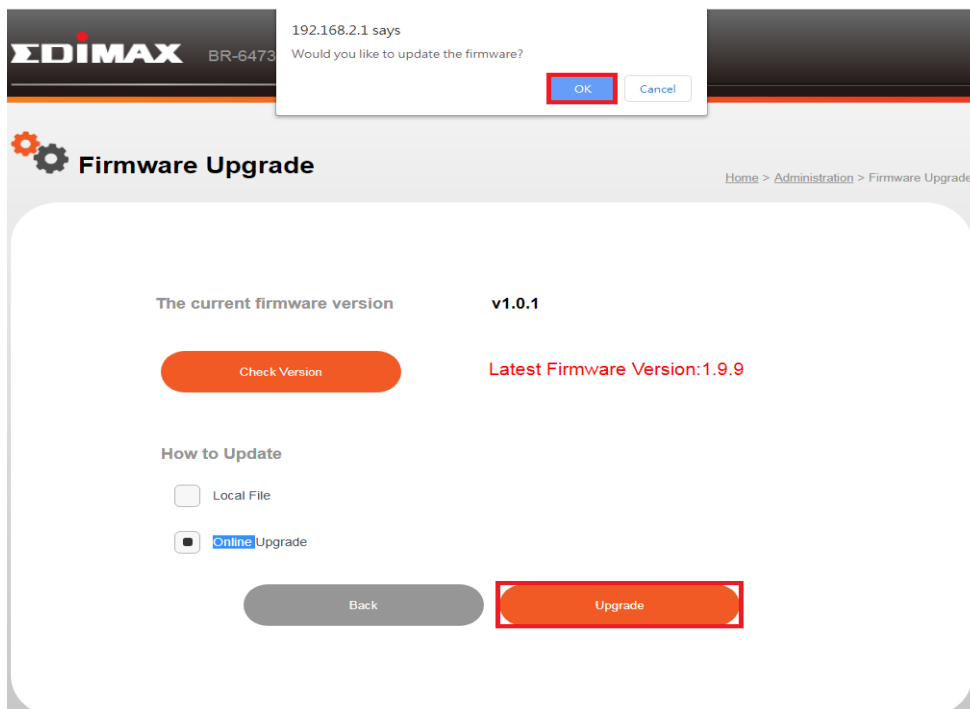 192.168.2.1 says
Would you like to update the firmware?
OK
Cancel
EDIMAX
BR-6473
Firmware Upgrade
Home > Administration > Firmware Upgrade
The current firmware version v1.0.1
Check Version
Latest Firmware Version:1.9.9
How to Update
Local File
Online Upgrade
Back
Upgrade